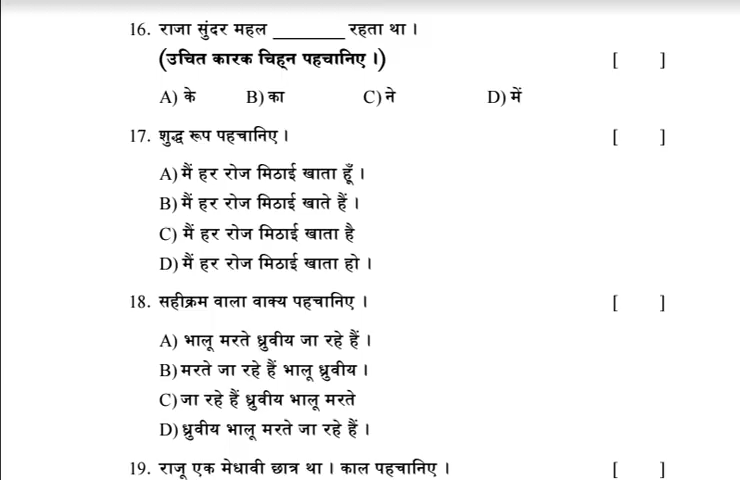 16. राजा सुंदर महल ________ रहता था ।
(उचित कारक चिह्न पहचानिए ।) [ ]
A) के B) का C) ने D) में
17. शुद्ध रूप पहचानिए । [ ]
A) मैं हर रोज मिठाई खाता हूँ ।
B) मैं हर रोज मिठाई खाते हैं ।
C) मैं हर रोज मिठाई खाता है
D) मैं हर रोज मिठाई खाता हो ।
18. सहीक्रम वाला वाक्य पहचानिए । [ ]
A) भालू मरते ध्रुवीय जा रहे हैं ।
B) मरते जा रहे हैं भालू ध्रुवीय ।
C) जा रहे हैं ध्रुवीय भालू मरते
D) ध्रुवीय भालू मरते जा रहे हैं ।
19. राजू एक मेधावी छात्र था । काल पहचानिए । [ ]